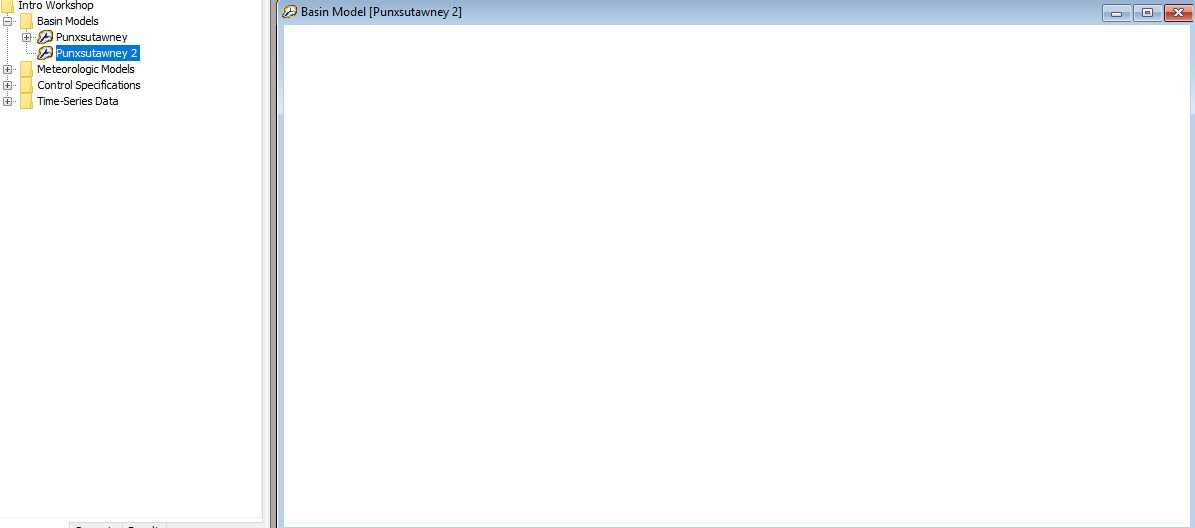 Intro Workshop
Basin Models
Punxsutawney
Punxsutawney 2
Meteorologic Models
Control Specifications
Time-Series Data
Basin Model [Punxsutawney 2]